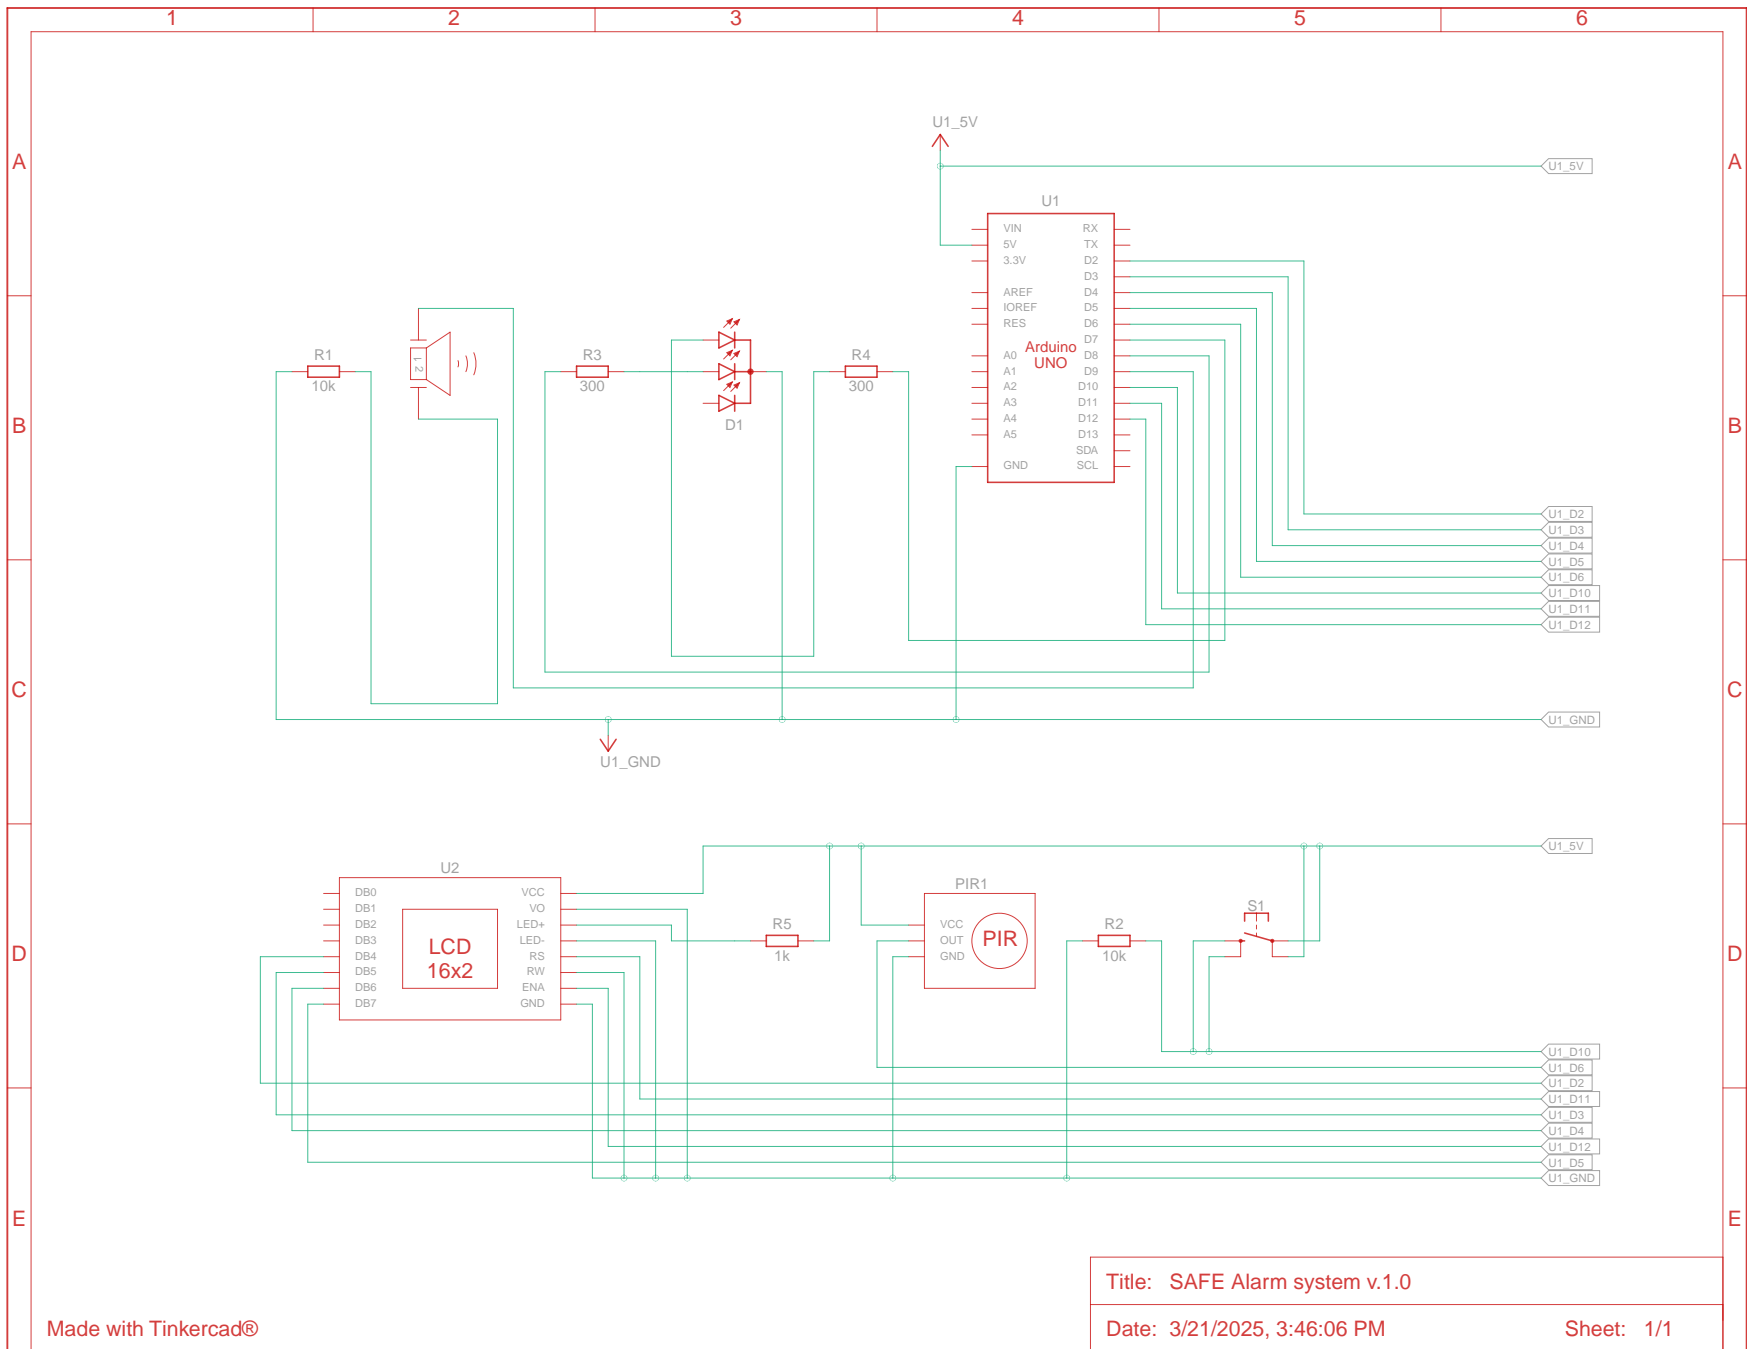 1 2 3 4 5 6
A A
B B
C C
D D
E E
U1_5V
U1_5V
U1
VIN RX
5V TX
3.3V D2
D3
AREF D4
IOREF D5
RES D6
D7
A0 D8
A1 D9
A2 D10
A3 D11
A4 D12
A5 D13
SDA
GND SCL
Arduino
UNO
R1
10k
1
2
R3
300
D1
R4
300
U1_D2
U1_D3
U1_D4
U1_D5
U1_D6
U1_D10
U1_D11
U1_D12
U1_GND
U1_GND
U1_5V
U2
DB0 VCC
DB1 VO
DB2 LED+
DB3 LED-
DB4 RS
DB5 RW
DB6 ENA
DB7 GND
LCD
16x2
R5
1k
PIR1
VCC
OUT
GND
PIR
R2
10k
S1
U1_D10
U1_D6
U1_D2
U1_D11
U1_D3
U1_D4
U1_D12
U1_D5
U1_GND
Title: SAFE Alarm system v.1.0
Made with Tinkercad®
Date: 3/21/2025, 3:46:06 PM Sheet: 1/1